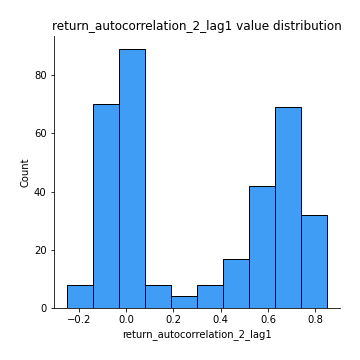 return_autocorrelation_2_lag1 value distribution
80
60
40
20
0
Count
−0.2 0.0 0.2 0.4 0.6 0.8
return_autocorrelation_2_lag1